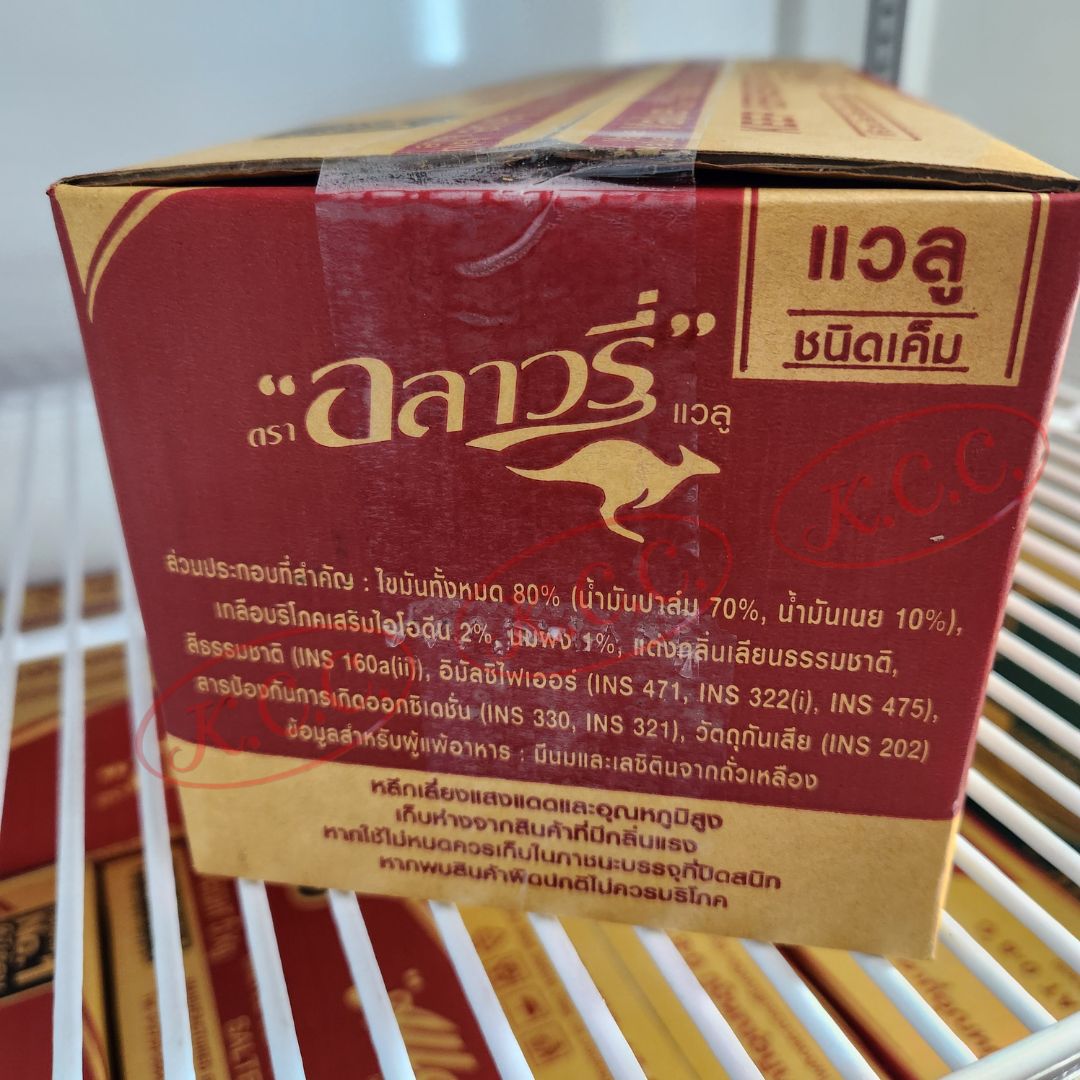 แวลู
ชนิดเค็ม
ตรา "อลาวรี่" แวลู
ส่วนประกอบที่สำคัญ : ไขมันทั้งหมด 80% (น้ำมันปาล์ม 70%, น้ำมันเนย 10%),
เกลือบริโภคเสริมไอโอดีน 2%, นมผง 1%, แต่งกลิ่นเลียนธรรมชาติ,
สีธรรมชาติ (INS 160a(ii)), อิมัลซิไฟเออร์ (INS 471, INS 322(i), INS 475),
สารป้องกันการเกิดออกซิเดชั่น (INS 330, INS 321), วัตถุกันเสีย (INS 202)
ข้อมูลสำหรับผู้แพ้อาหาร : มีนมและเลซิตินจากถั่วเหลือง
หลีกเลี่ยงแสงแดดและอุณหภูมิสูง
เก็บห่างจากสินค้าที่มีกลิ่นแรง
หากใช้ไม่หมดควรเก็บในภาชนะบรรจุที่ปิดสนิท
หากพบสินค้าผิดปกติไม่ควรบริโภค
K.C.C.
K.C.C.
K.C.C.